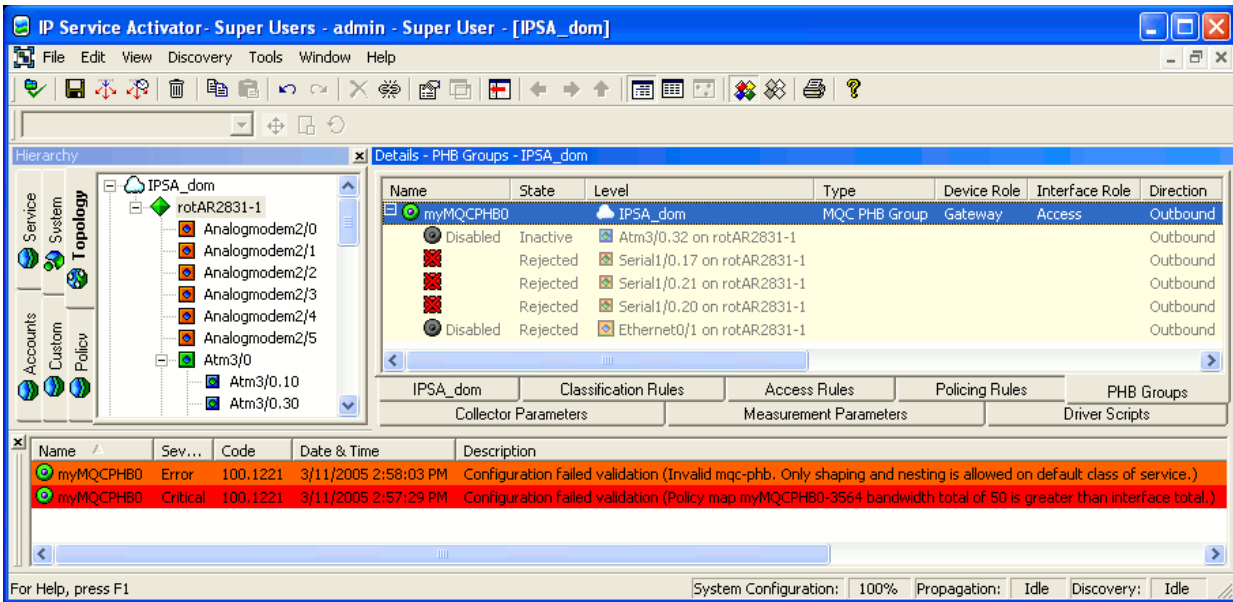 IP Service Activator- Super Users - admin - Super User - [IPSA_dom]
File Edit View Discovery Tools Window Help
Hierarchy
Details - PHB Groups - IPSA_dom
Service
System
Topology
Accounts
Custom
Policy
IPSA_dom
rotAR2831-1
Analogmodem2/0
Analogmodem2/1
Analogmodem2/2
Analogmodem2/3
Analogmodem2/4
Analogmodem2/5
Atm3/0
Atm3/0.10
Atm3/0.30
Name State Level Type Device Role Interface Role Direction
myMQCPHB0 IPSA_dom MQC PHB Group Gateway Access Outbound
Disabled Inactive Atm3/0.32 on rotAR2831-1 Outbound
Rejected Serial1/0.17 on rotAR2831-1 Outbound
Rejected Serial1/0.21 on rotAR2831-1 Outbound
Rejected Serial1/0.20 on rotAR2831-1 Outbound
Disabled Rejected Ethernet0/1 on rotAR2831-1 Outbound
IPSA_dom Classification Rules Access Rules Policing Rules PHB Groups
Collector Parameters Measurement Parameters Driver Scripts
Name Sev... Code Date & Time Description
myMQCPHB0 Error 100.1221 3/11/2005 2:58:03 PM Configuration failed validation (Invalid mqc-phb. Only shaping and nesting is allowed on default class of service.)
myMQCPHB0 Critical 100.1221 3/11/2005 2:57:29 PM Configuration failed validation (Policy map myMQCPHB0-3564 bandwidth total of 50 is greater than interface total.)
For Help, press F1 System Configuration: 100% Propagation: Idle Discovery: Idle